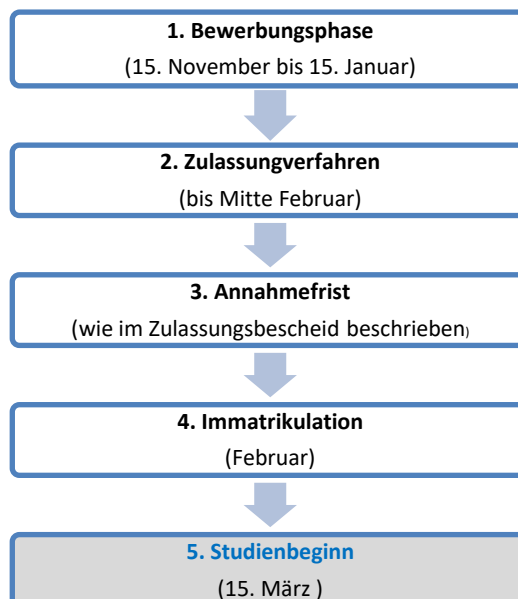 1. Bewerbungsphase
(15. November bis 15. Januar)
2. Zulassungverfahren
(bis Mitte Februar)
3. Annahmefrist
(wie im Zulassungsbescheid beschrieben)
4. Immatrikulation
(Februar)
5. Studienbeginn
(15. März )